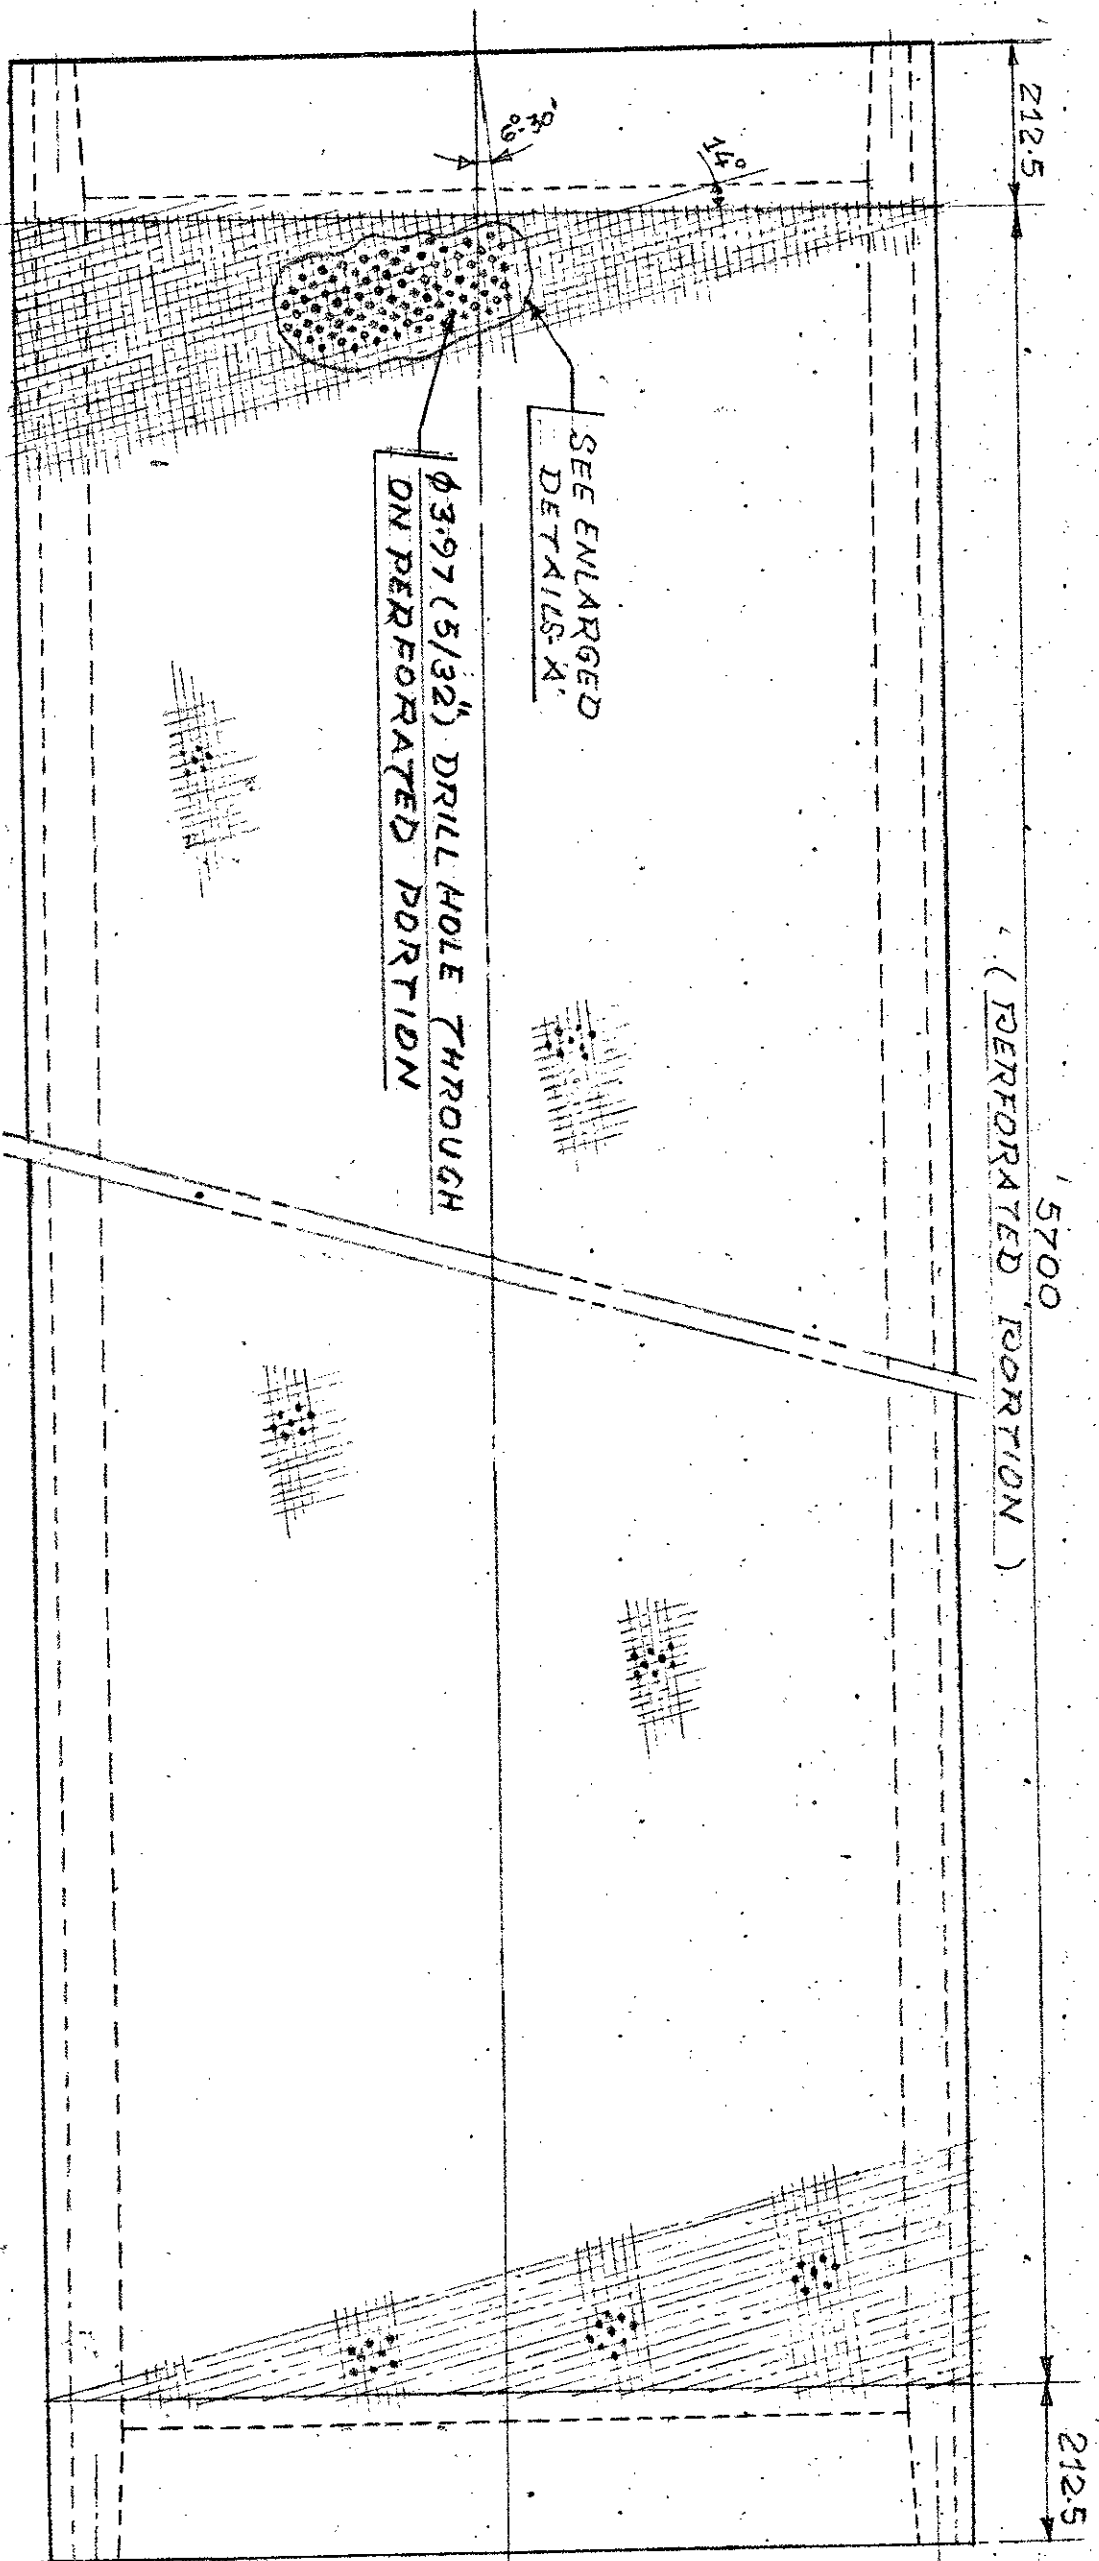 212.5
5700
212.5
(PERFORATED PORTION)
6°-30'
14°
SEE ENLARGED
DETAILS-'A'
φ3.97 (5/32") DRILL HOLE THROUGH
ON PERFORATED PORTION